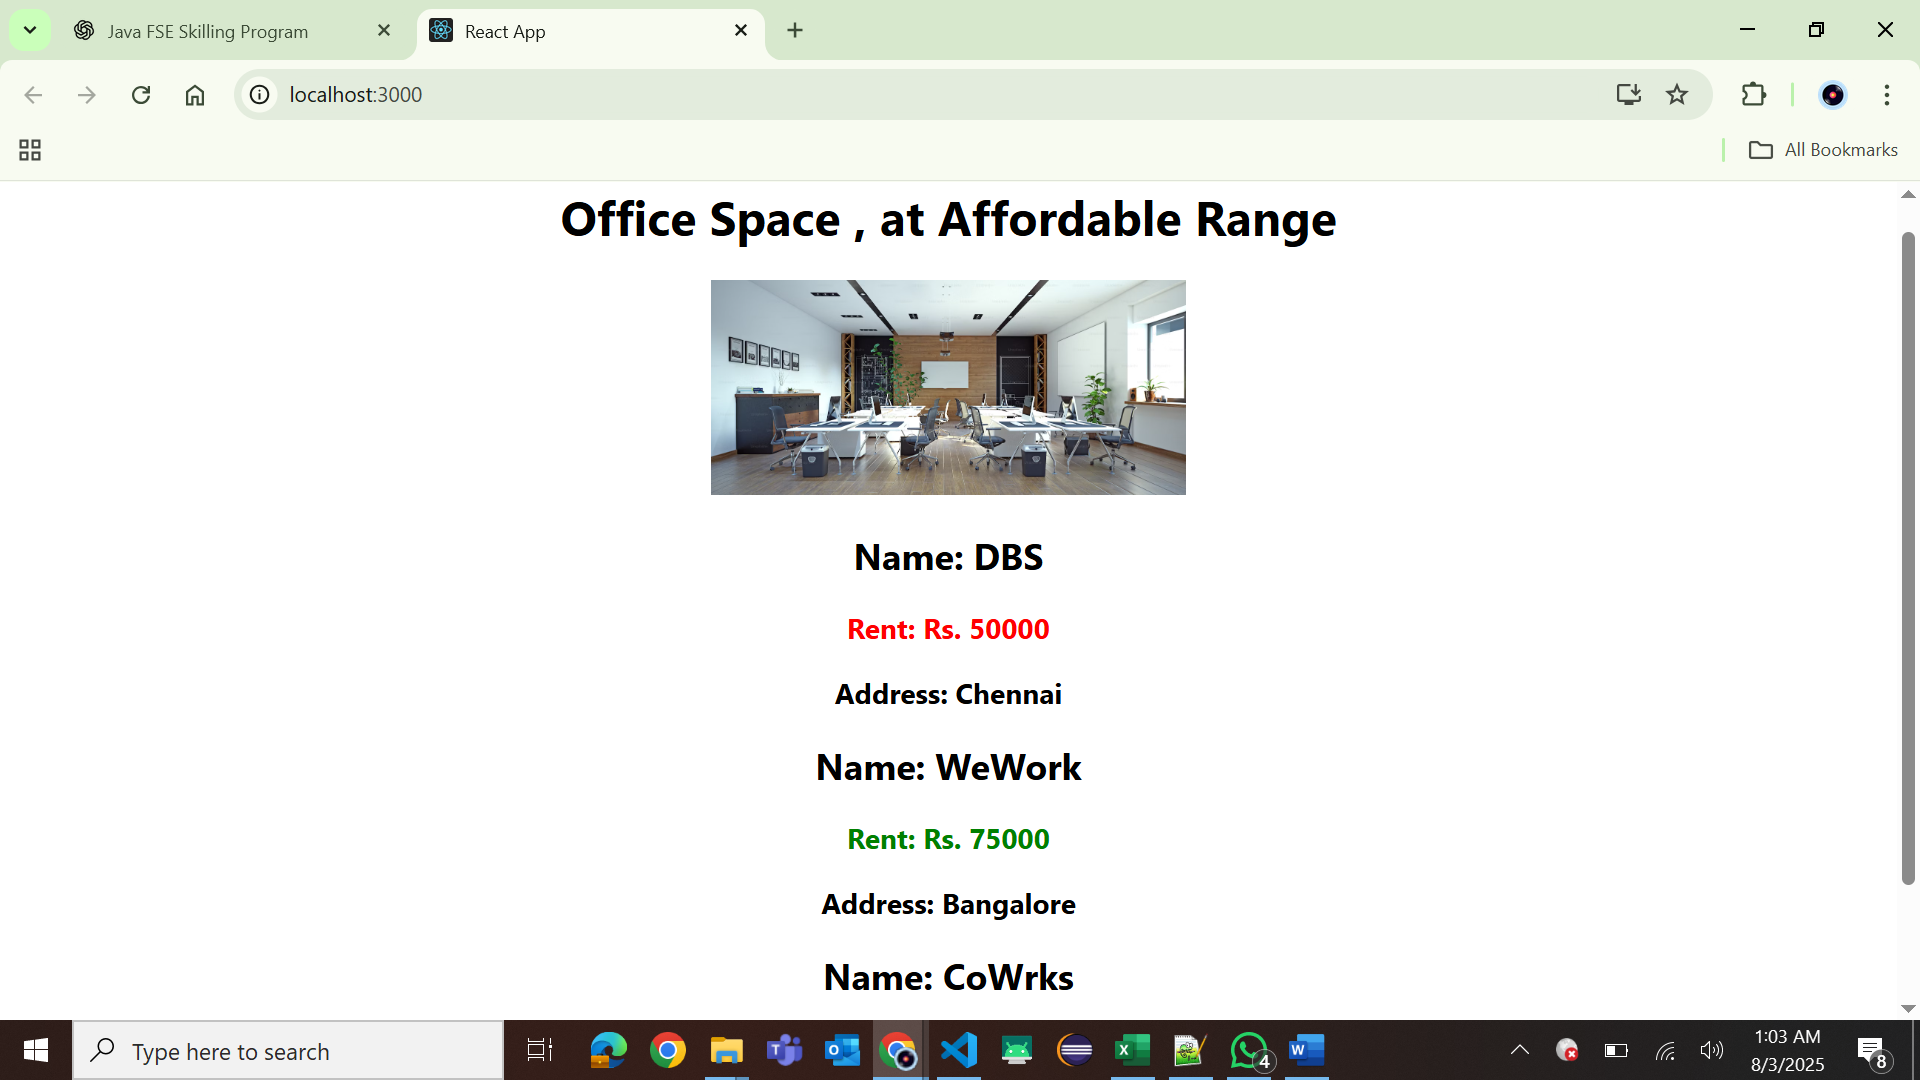 Java FSE Skilling Program
React App
localhost:3000
All Bookmarks
Office Space , at Affordable Range
Name: DBS
Rent: Rs. 50000
Address: Chennai
Name: WeWork
Rent: Rs. 75000
Address: Bangalore
Name: CoWrks
Type here to search
4
1:03 AM
8/3/2025
8